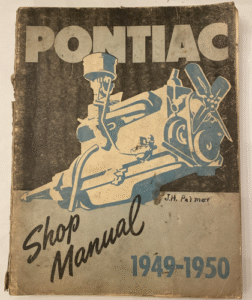 PONTIAC
J.H. Palmer
Shop
Manual
1949-1950